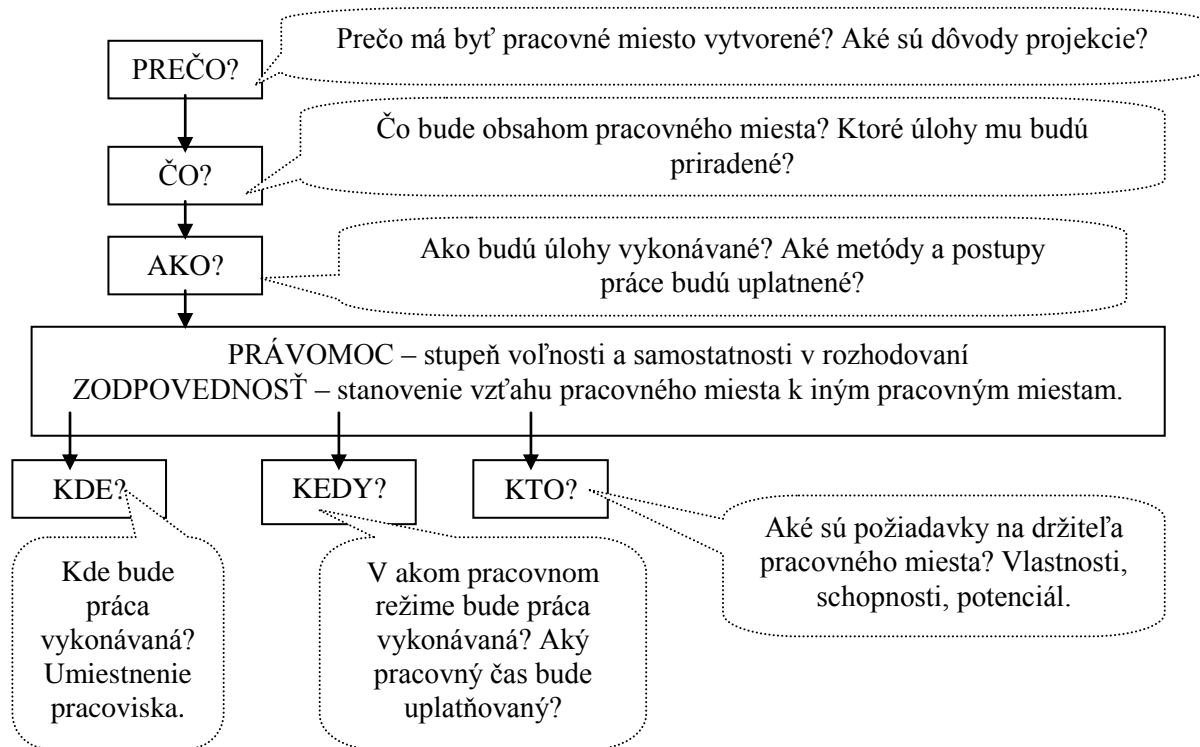 PREČO?
Prečo má byť pracovné miesto vytvorené? Aké sú dôvody projekcie?
ČO?
Čo bude obsahom pracovného miesta? Ktoré úlohy mu budú
priradené?
AKO?
Ako budú úlohy vykonávané? Aké metódy a postupy
práce budú uplatnené?
PRÁVOMOC – stupeň voľnosti a samostatnosti v rozhodovaní
ZODPOVEDNOSŤ – stanovenie vzťahu pracovného miesta k iným pracovným miestam.
KDE?
Kde bude
práca
vykonávaná?
Umiestnenie
pracoviska.
KEDY?
V akom pracovnom
režime bude práca
vykonávaná? Aký
pracovný čas bude
uplatňovaný?
KTO?
Aké sú požiadavky na držiteľa
pracovného miesta? Vlastnosti,
schopnosti, potenciál.